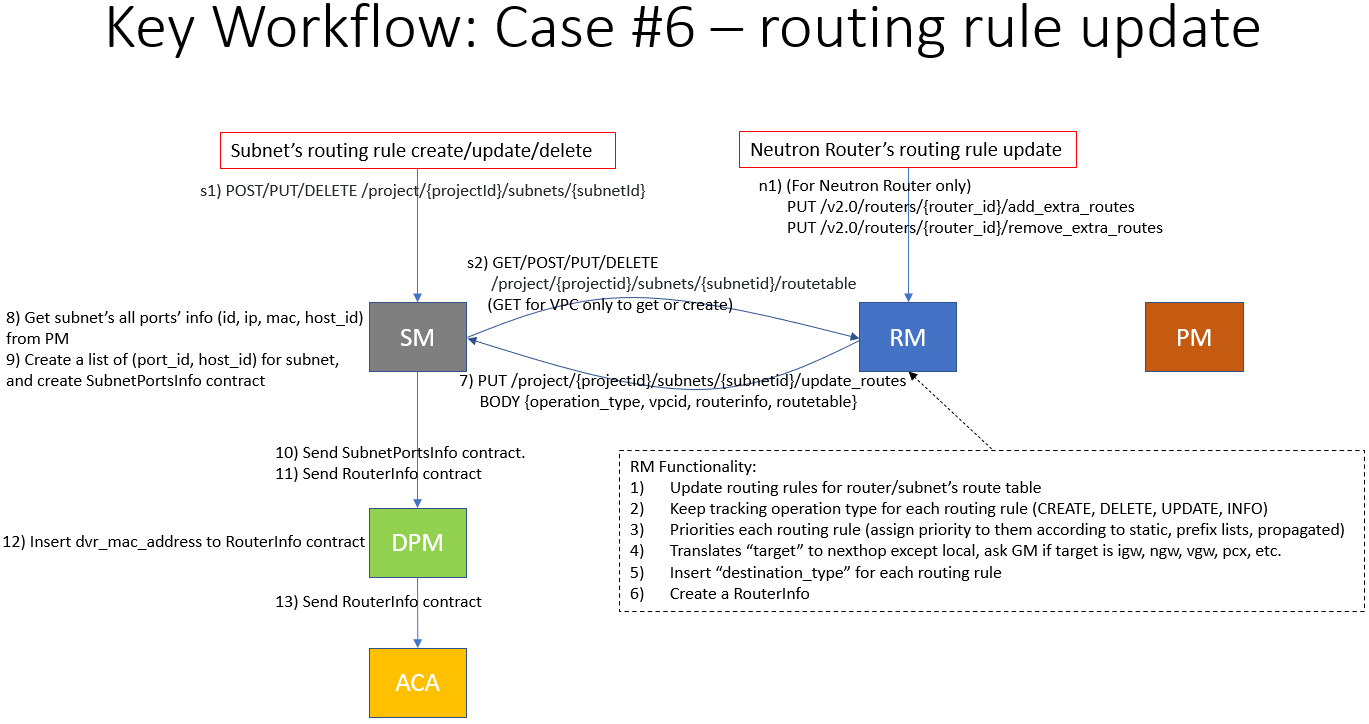 Key Workflow: Case #6 – routing rule update
Subnet’s routing rule create/update/delete
Neutron Router’s routing rule update
s1) POST/PUT/DELETE /project/{projectId}/subnets/{subnetId}
n1) (For Neutron Router only)
PUT /v2.0/routers/{router_id}/add_extra_routes
PUT /v2.0/routers/{router_id}/remove_extra_routes
s2) GET/POST/PUT/DELETE
/project/{projectid}/subnets/{subnetid}/routetable
(GET for VPC only to get or create)
8) Get subnet’s all ports’ info (id, ip, mac, host_id)
from PM
9) Create a list of (port_id, host_id) for subnet,
and create SubnetPortsInfo contract
SM
RM
PM
7) PUT /project/{projectid}/subnets/{subnetid}/update_routes
BODY {operation_type, vpcid, routerinfo, routetable}
10) Send SubnetPortsInfo contract.
11) Send RouterInfo contract
RM Functionality:
1) Update routing rules for router/subnet’s route table
2) Keep tracking operation type for each routing rule (CREATE, DELETE, UPDATE, INFO)
3) Priorities each routing rule (assign priority to them according to static, prefix lists, propagated)
4) Translates “target” to nexthop except local, ask GM if target is igw, ngw, vgw, pcx, etc.
5) Insert “destination_type” for each routing rule
6) Create a RouterInfo
12) Insert dvr_mac_address to RouterInfo contract
DPM
13) Send RouterInfo contract
ACA